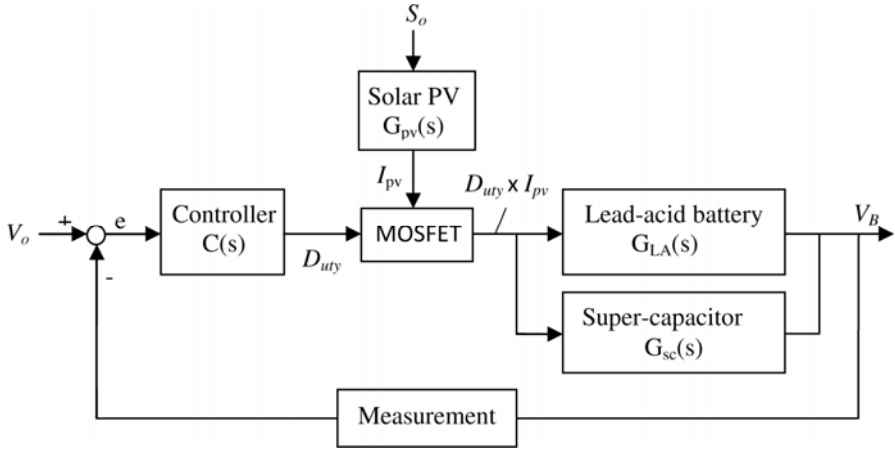 S_o
Solar PV
G_pv(s)
I_pv
D_uty x I_pv
V_o
+
e
-
Controller
C(s)
D_uty
MOSFET
Lead-acid battery
G_LA(s)
V_B
Super-capacitor
G_sc(s)
Measurement